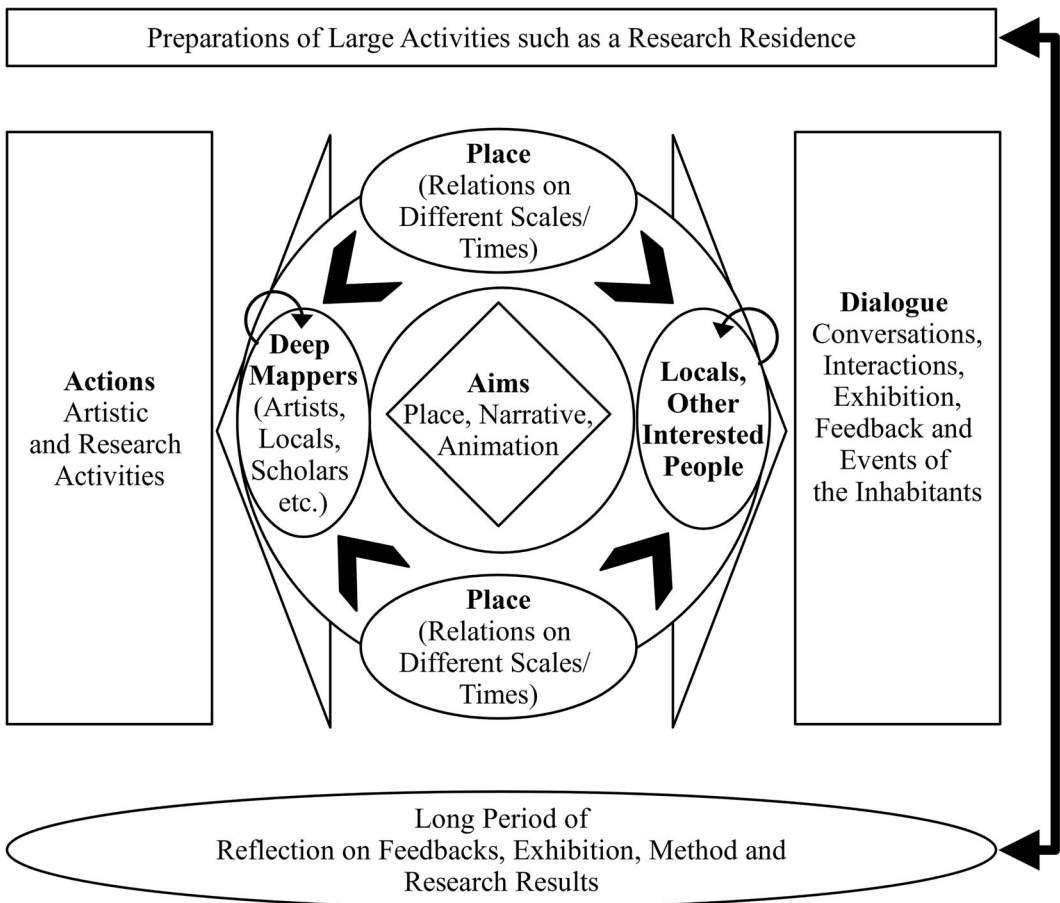 Preparations of Large Activities such as a Research Residence
Place
(Relations on
Different Scales/
Times)
Actions
Artistic
and Research
Activities
Deep
Mappers
(Artists,
Locals,
Scholars
etc.)
Aims
Place, Narrative,
Animation
Locals,
Other
Interested
People
Dialogue
Conversations,
Interactions,
Exhibition,
Feedback and
Events of
the Inhabitants
Place
(Relations on
Different Scales/
Times)
Long Period of
Reflection on Feedbacks, Exhibition, Method and
Research Results